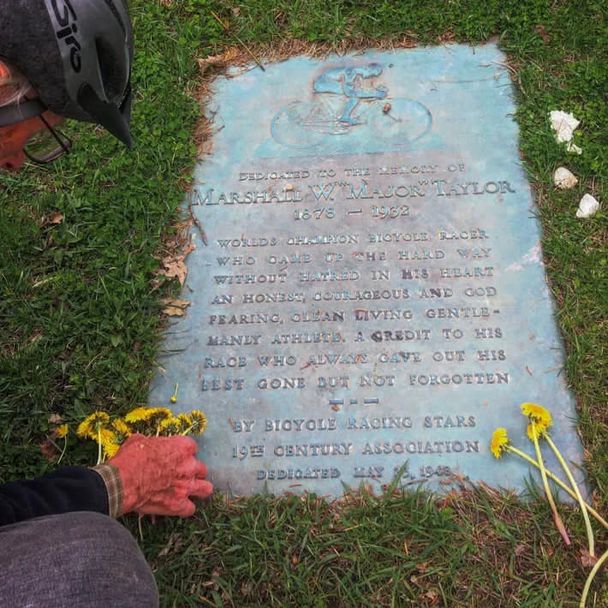 Giro
DEDICATED TO THE MEMORY OF
MARSHALL W. "MAJOR" TAYLOR
1878 — 1932
WORLDS CHAMPION BICYCLE RACER
WHO CAME UP THE HARD WAY
WITHOUT HATRED IN HIS HEART
AN HONEST, COURAGEOUS AND GOD
FEARING, CLEAN LIVING GENTLE-
MANLY ATHLETE. A CREDIT TO HIS
RACE WHO ALWAYS GAVE OUT HIS
BEST GONE BUT NOT FORGOTTEN
BY BICYCLE RACING STARS
19TH CENTURY ASSOCIATION
DEDICATED MAY 1948